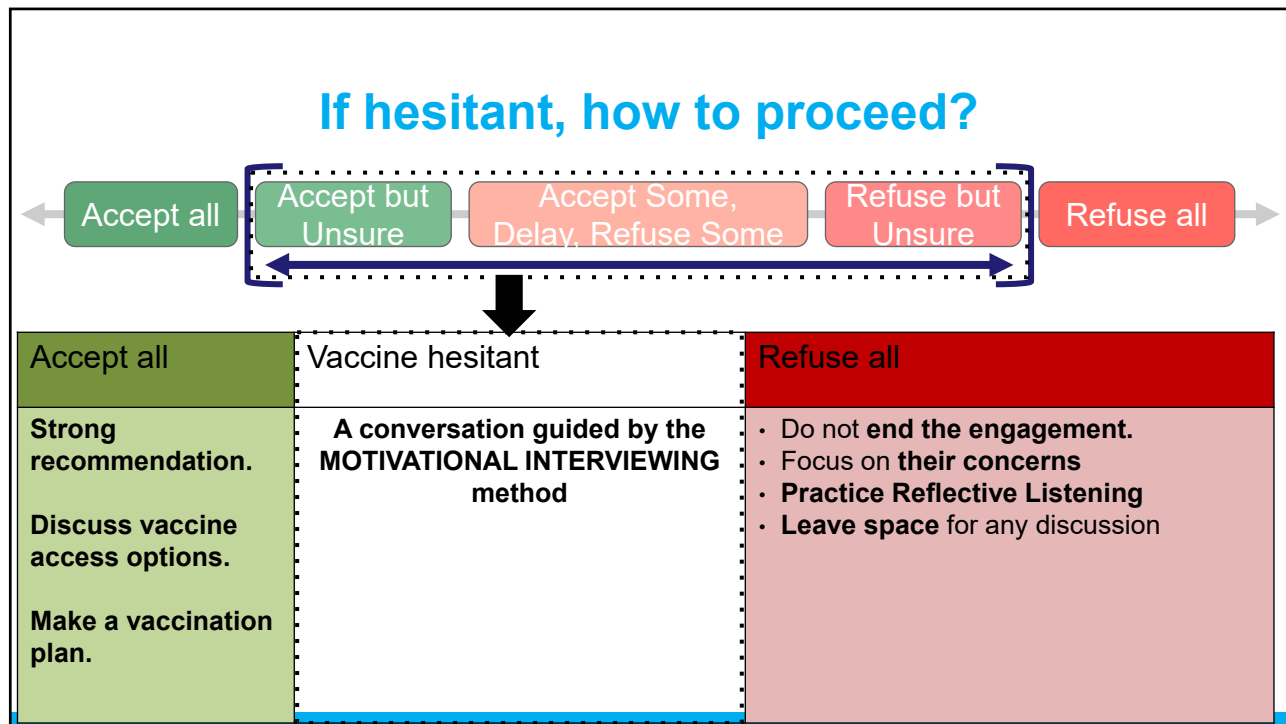 If hesitant, how to proceed?
Accept all
Accept but
Unsure
Accept Some,
Delay, Refuse Some
Refuse but
Unsure
Refuse all
Accept all
Vaccine hesitant
Refuse all
Strong
recommendation.
Discuss vaccine
access options.
Make a vaccination
plan.
A conversation guided by the
MOTIVATIONAL INTERVIEWING
method
• Do not end the engagement.
• Focus on their concerns
• Practice Reflective Listening
• Leave space for any discussion